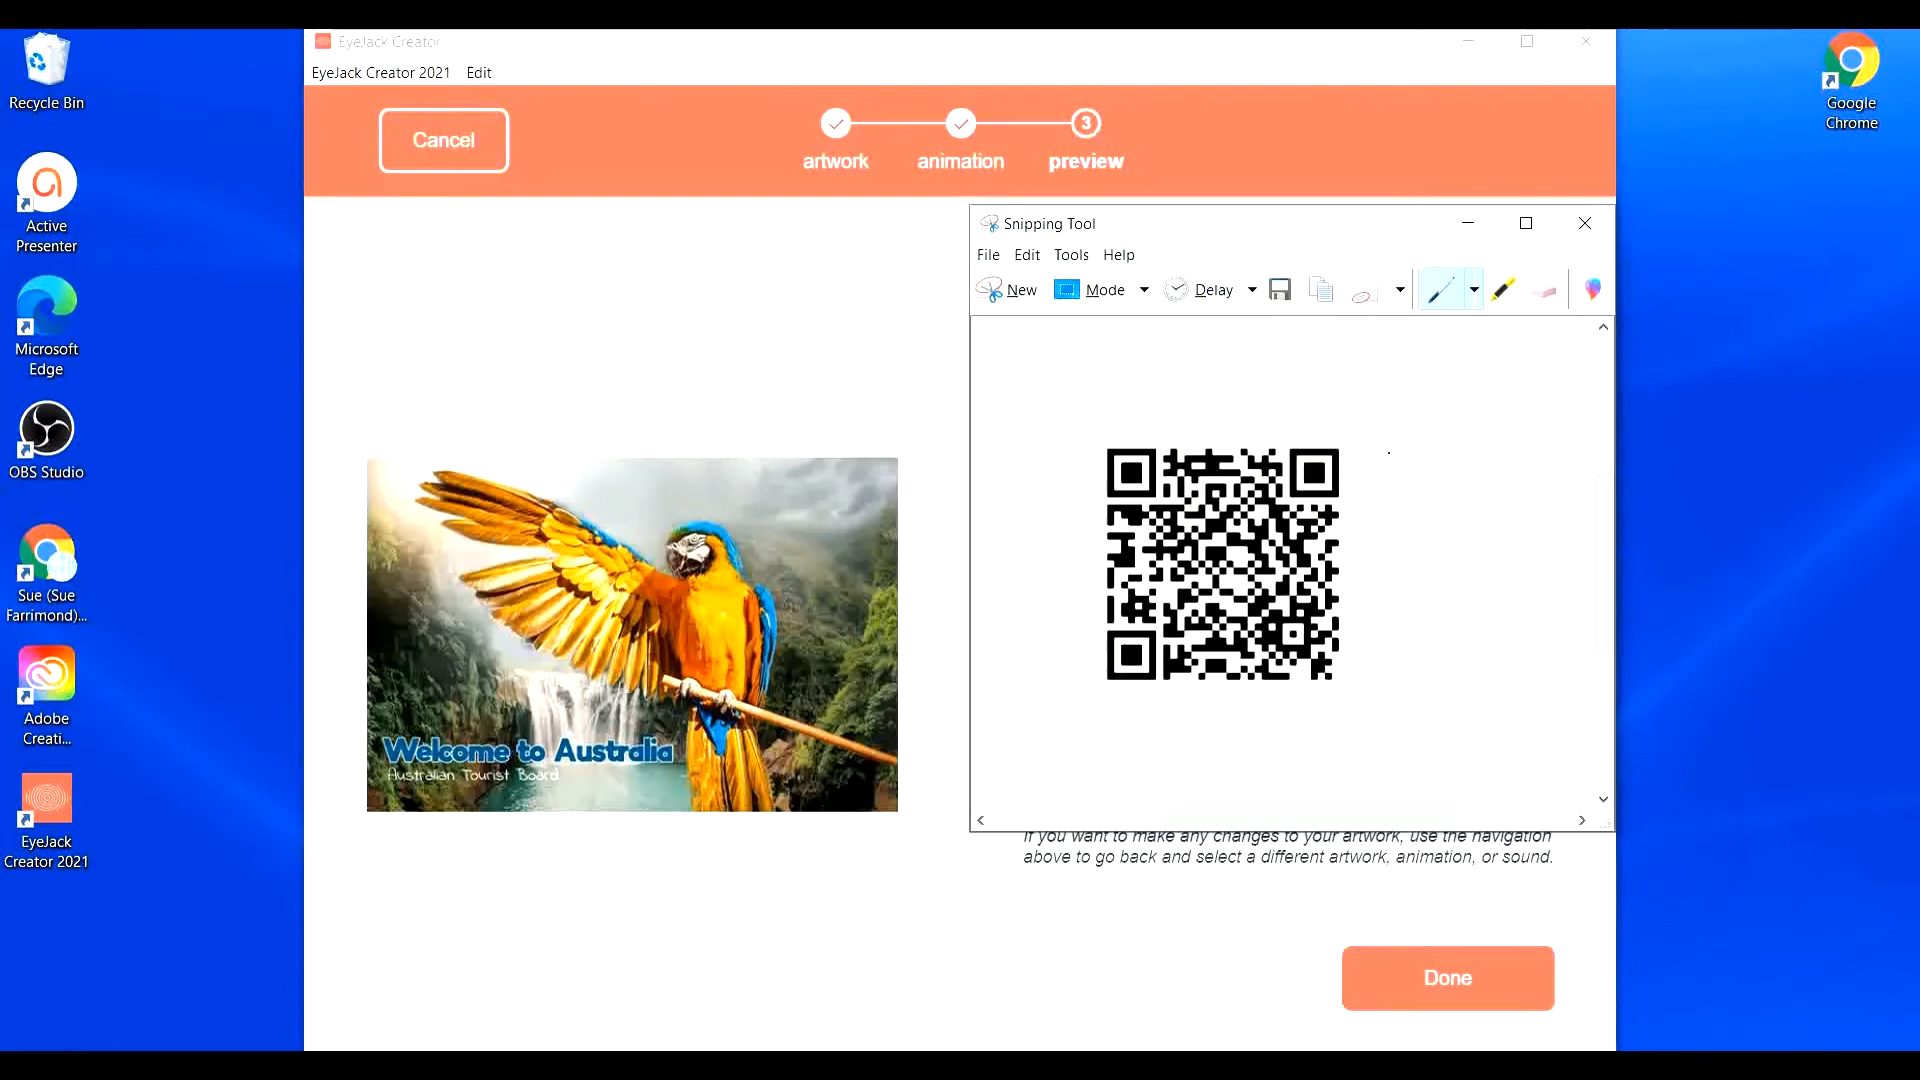 EyeJack Creator
EyeJack Creator 2021 Edit
Cancel
3
artwork animation preview
Snipping Tool
File Edit Tools Help
New Mode Delay
Welcome to Australia
Australian Tourist Board
If you want to make any changes to your artwork, use the navigation
above to go back and select a different artwork, animation, or sound.
Done
Recycle Bin
Active
Presenter
Microsoft
Edge
OBS Studio
Sue (Sue
Farrimond)...
Adobe
Creati...
EyeJack
Creator 2021
Google
Chrome